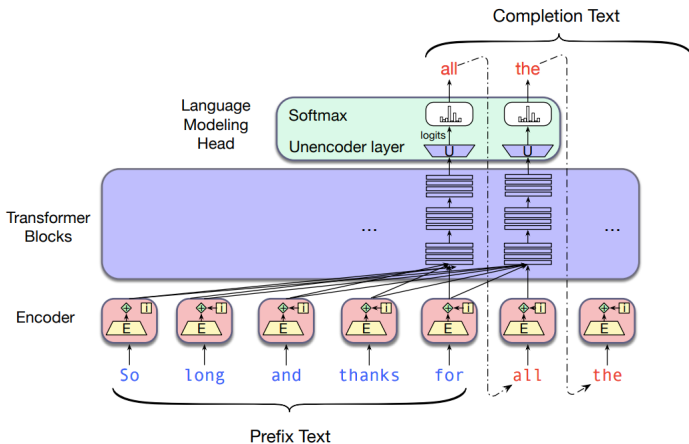 Completion Text
all the
Language
Modeling
Head
Softmax
logits
Unencoder layer
U U
Transformer
Blocks
... ...
Encoder
i i i i i i i
E E E E E E E
So long and thanks for all the
Prefix Text